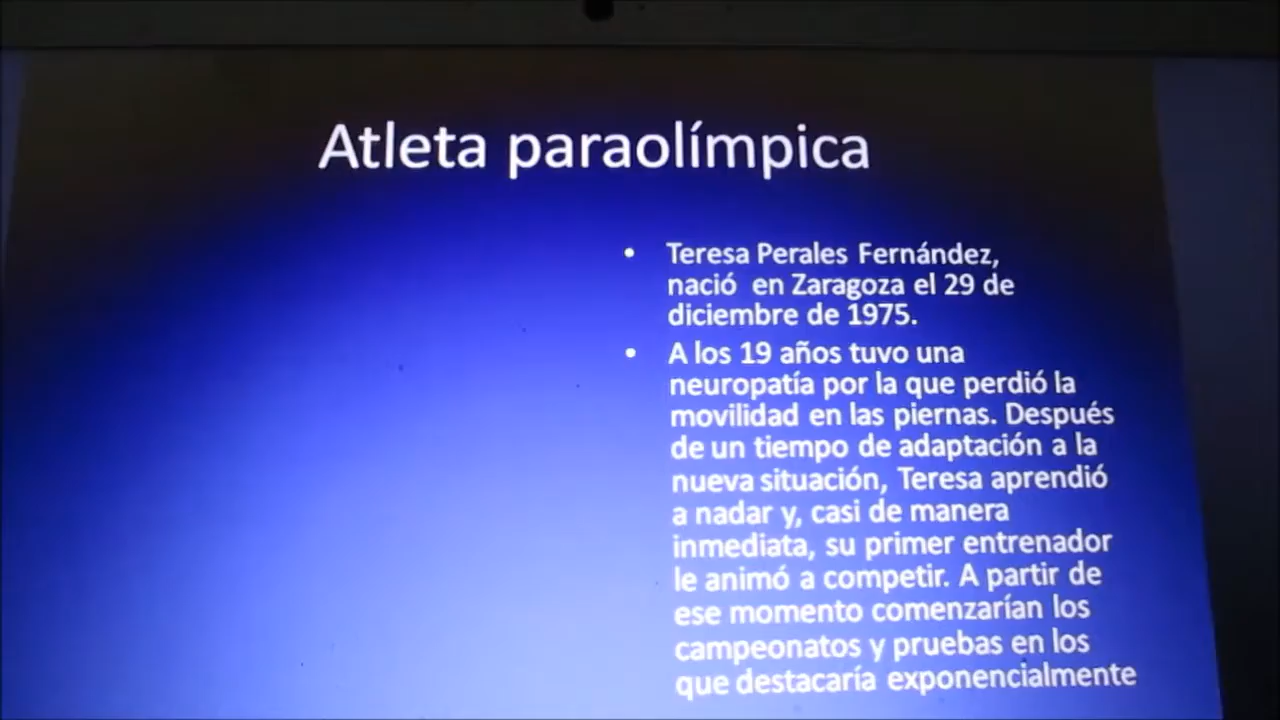 Atleta paraolímpica
• Teresa Perales Fernández,
nació en Zaragoza el 29 de
diciembre de 1975.
• A los 19 años tuvo una
neuropatía por la que perdió la
movilidad en las piernas. Después
de un tiempo de adaptación a la
nueva situación, Teresa aprendió
a nadar y, casi de manera
inmediata, su primer entrenador
le animó a competir. A partir de
ese momento comenzarían los
campeonatos y pruebas en los
que destacaría exponencialmente